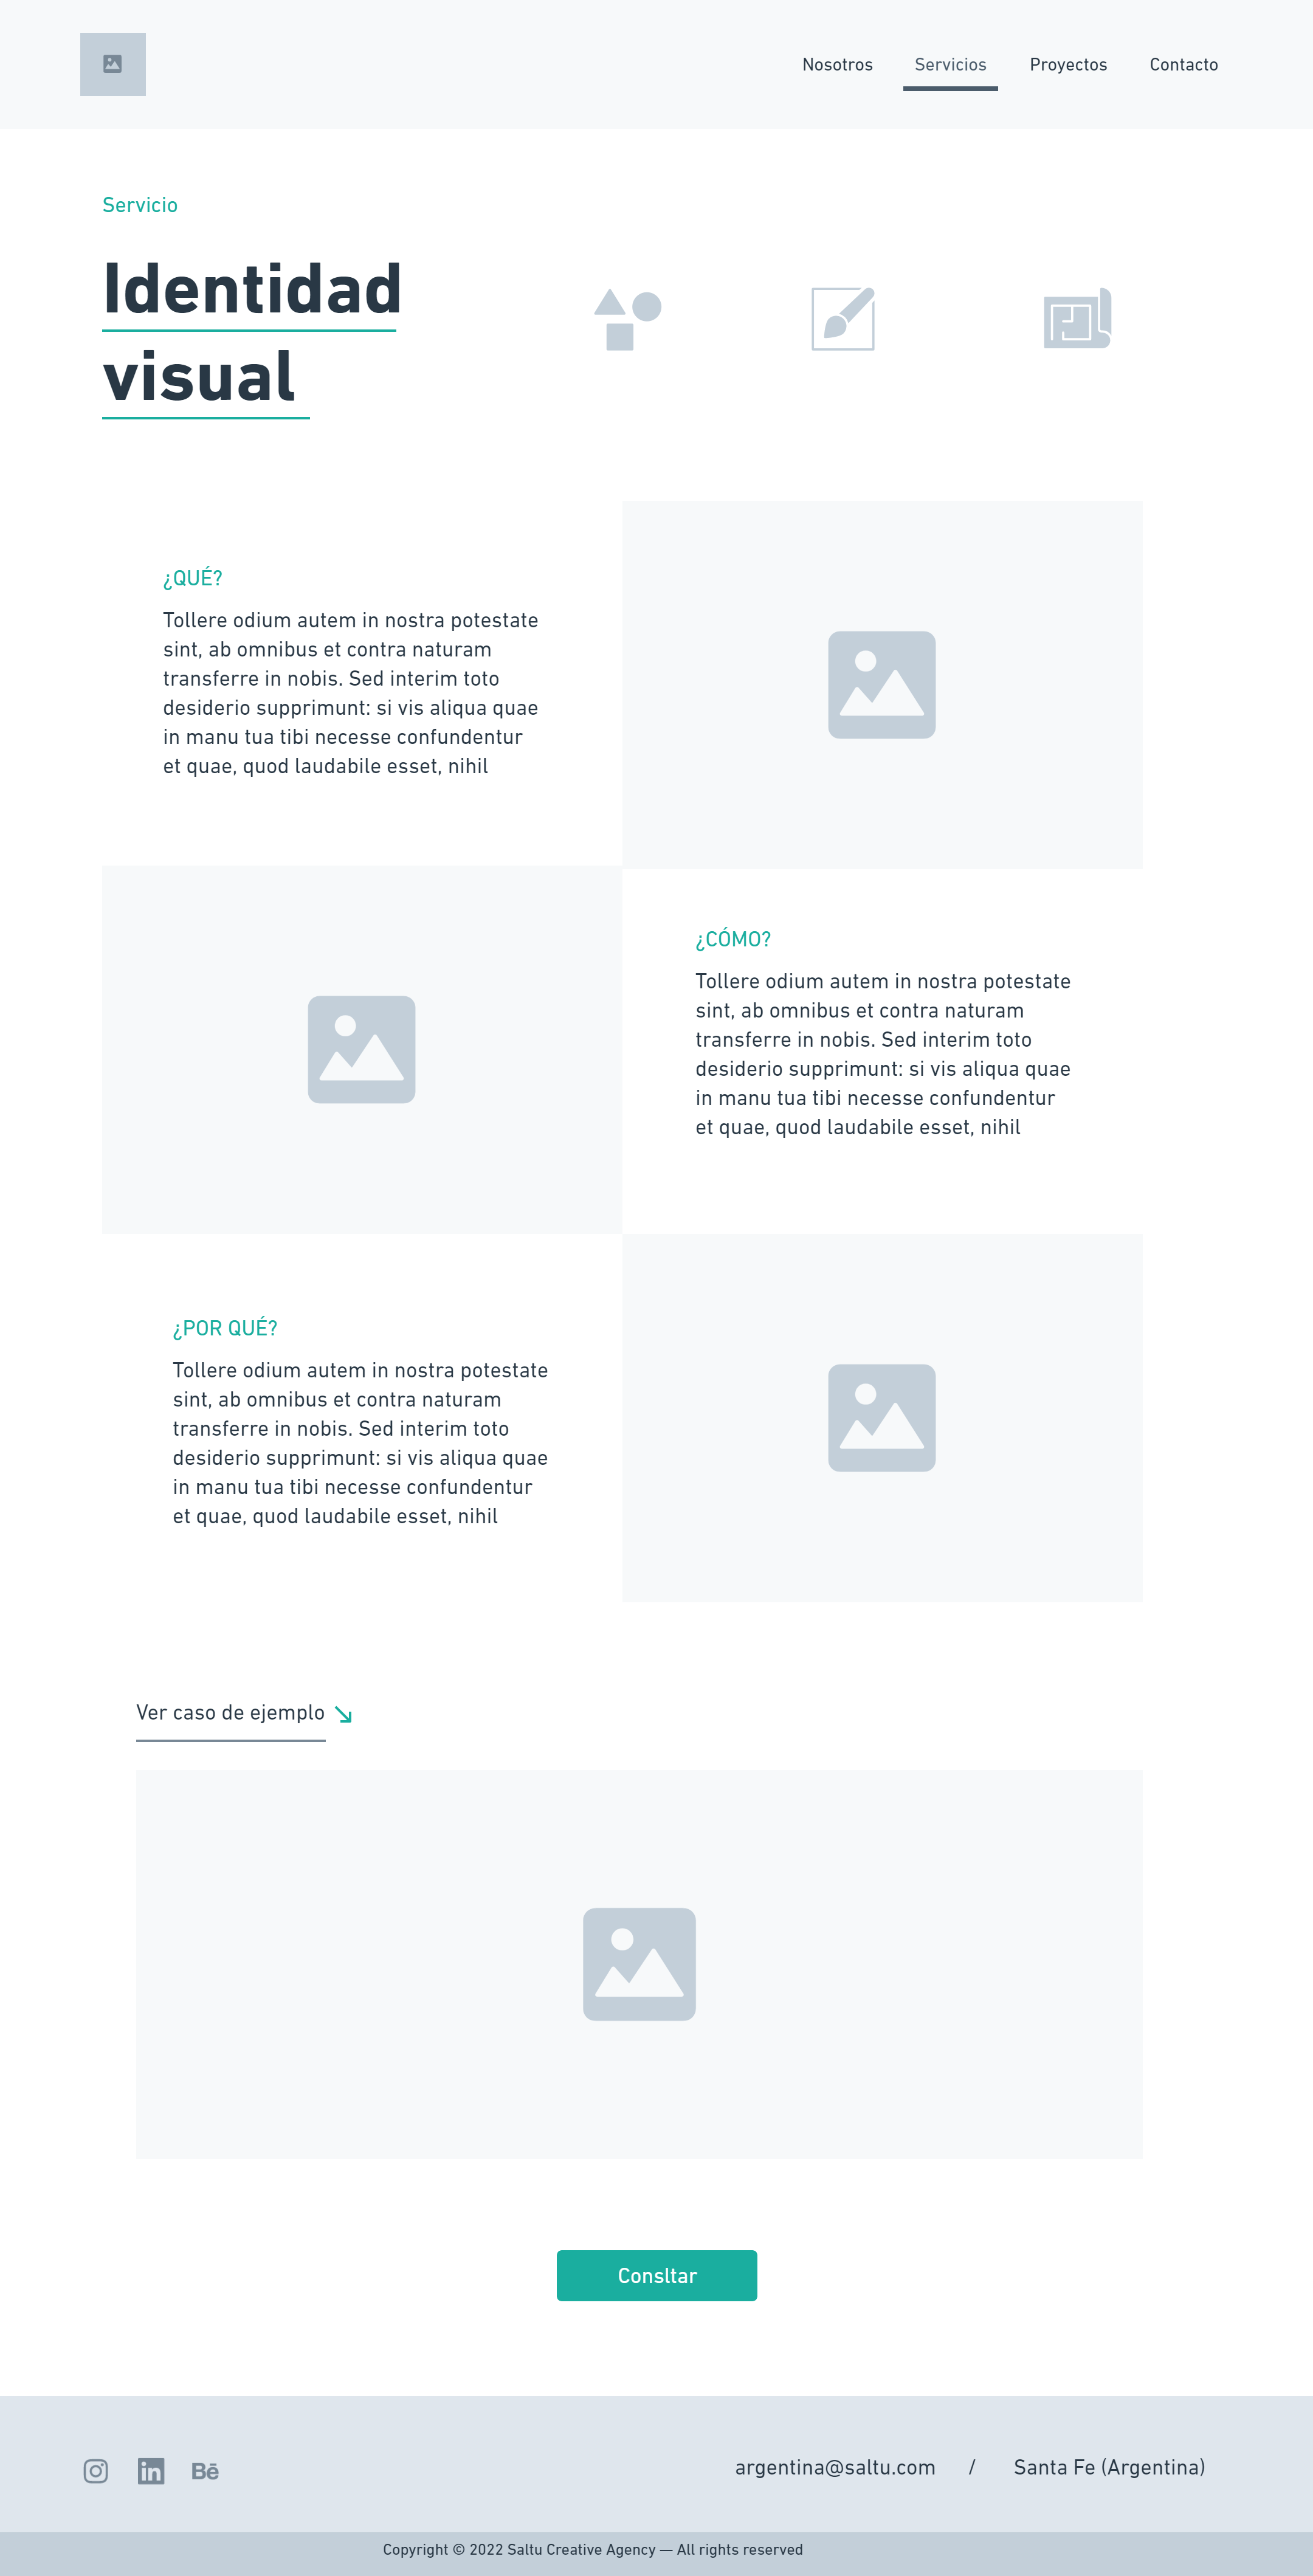 Nosotros
Servicios
Proyectos
Contacto
Servicio
Identidad
visual
¿QUÉ?
Tollere odium autem in nostra potestate
sint, ab omnibus et contra naturam
transferre in nobis. Sed interim toto
desiderio supprimunt: si vis aliqua quae
in manu tua tibi necesse confundentur
et quae, quod laudabile esset, nihil
¿CÓMO?
Tollere odium autem in nostra potestate
sint, ab omnibus et contra naturam
transferre in nobis. Sed interim toto
desiderio supprimunt: si vis aliqua quae
in manu tua tibi necesse confundentur
et quae, quod laudabile esset, nihil
¿POR QUÉ?
Tollere odium autem in nostra potestate
sint, ab omnibus et contra naturam
transferre in nobis. Sed interim toto
desiderio supprimunt: si vis aliqua quae
in manu tua tibi necesse confundentur
et quae, quod laudabile esset, nihil
Ver caso de ejemplo
Consltar
in
Bē
argentina@saltu.com / Santa Fe (Argentina)
Copyright © 2022 Saltu Creative Agency — All rights reserved